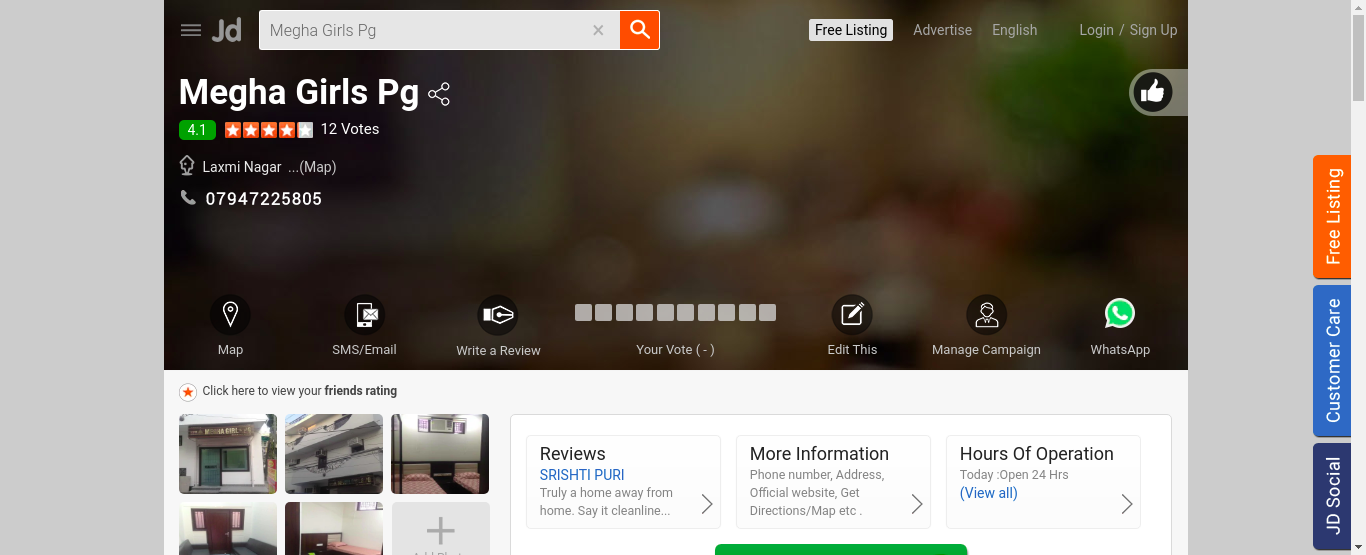 Jd
Megha Girls Pg
Free Listing
Advertise
English
Login / Sign Up
Megha Girls Pg
4.1
12 Votes
Laxmi Nagar ...(Map)
07947225805
Map
SMS/Email
Write a Review
Your Vote ( - )
Edit This
Manage Campaign
WhatsApp
Click here to view your friends rating
MEGHA GIRL
Reviews
SRISHTI PURI
Truly a home away from
home. Say it cleanline...
More Information
Phone number, Address,
Official website, Get
Directions/Map etc .
Hours Of Operation
Today :Open 24 Hrs
(View all)
Free Listing
Customer Care
JD Social